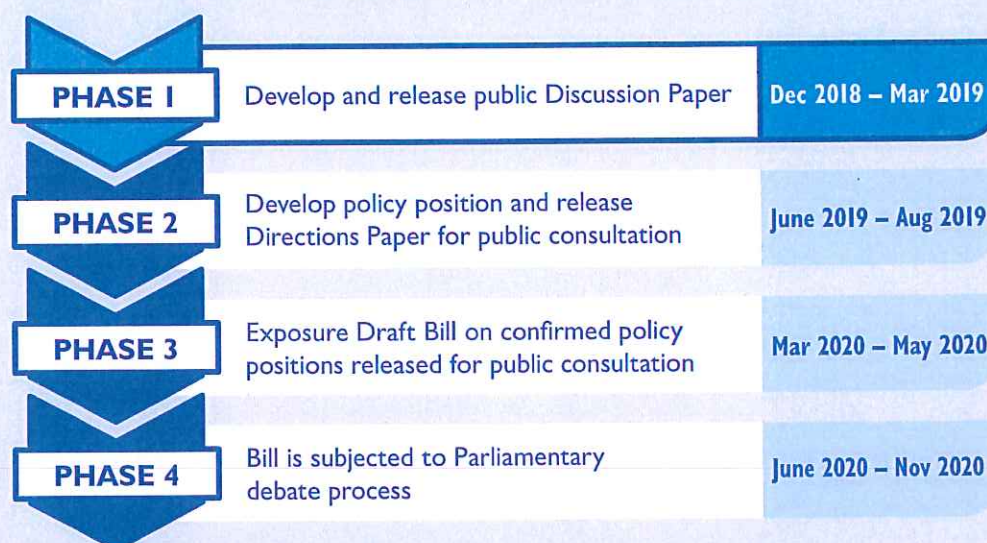 PHASE 1
Develop and release public Discussion Paper
Dec 2018 – Mar 2019
PHASE 2
Develop policy position and release
Directions Paper for public consultation
June 2019 – Aug 2019
PHASE 3
Exposure Draft Bill on confirmed policy
positions released for public consultation
Mar 2020 – May 2020
PHASE 4
Bill is subjected to Parliamentary
debate process
June 2020 – Nov 2020